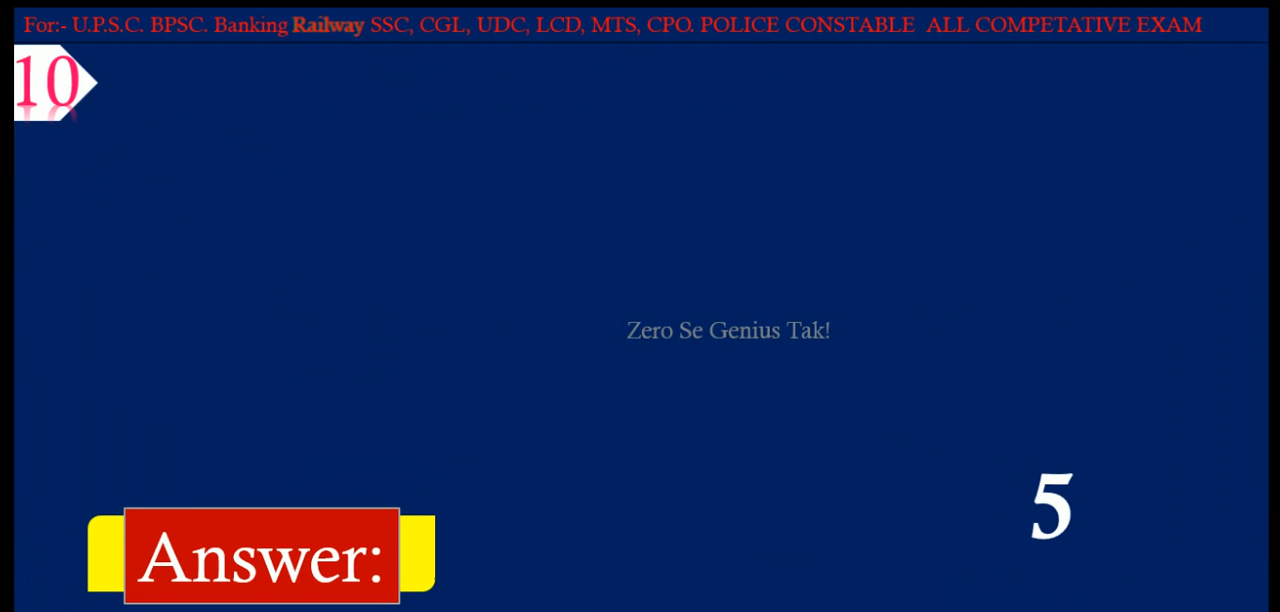 For:- U.P.S.C. BPSC. Banking Railway SSC, CGL, UDC, LCD, MTS, CPO. POLICE CONSTABLE ALL COMPETATIVE EXAM
10
Zero Se Genius Tak!
5
Answer: